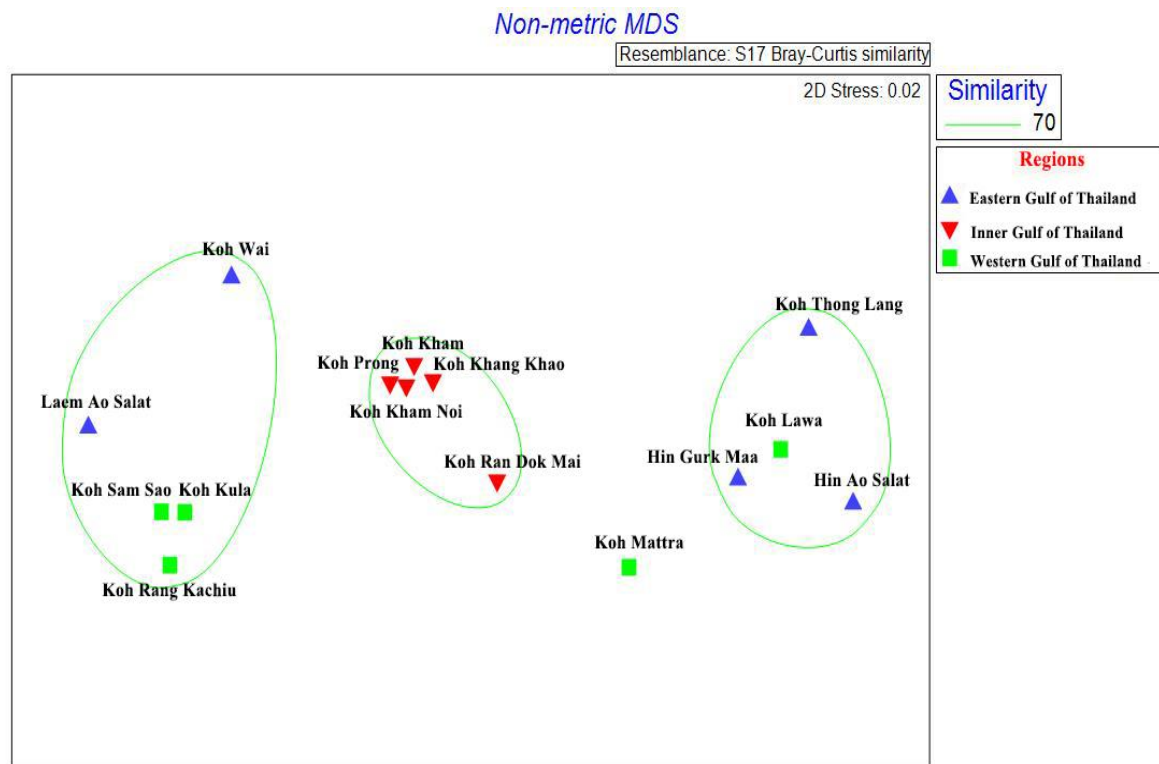 Non-metric MDS
Resemblance: S17 Bray-Curtis similarity
2D Stress: 0.02
Similarity
70
Regions
Eastern Gulf of Thailand
Inner Gulf of Thailand
Western Gulf of Thailand
Koh Wai
Koh Thong Lang
Koh Kham
Koh Prong
Koh Khang Khao
Laem Ao Salat
Koh Kham Noi
Koh Lawa
Koh Ran Dok Mai
Hin Gurk Maa
Hin Ao Salat
Koh Sam Sao
Koh Kula
Koh Mattra
Koh Rang Kachiu